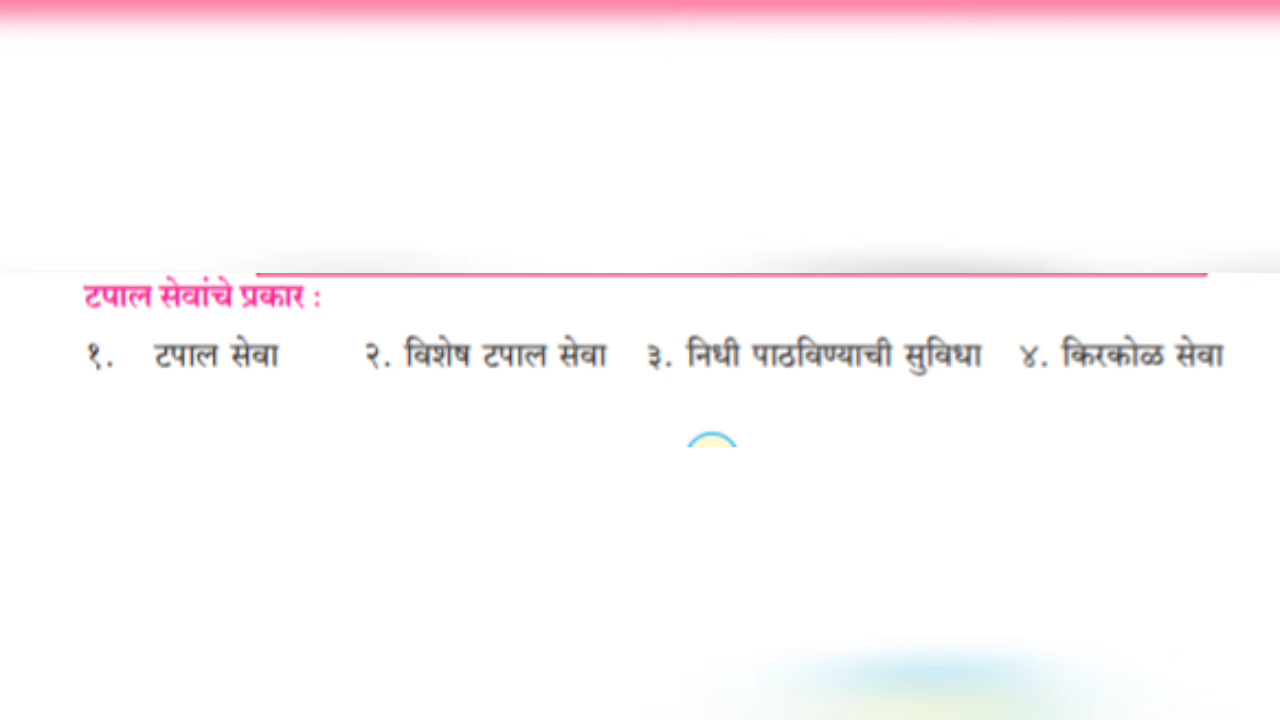 टपाल सेवांचे प्रकार :
१. टपाल सेवा २. विशेष टपाल सेवा ३. निधी पाठविण्याची सुविधा ४. किरकोळ सेवा